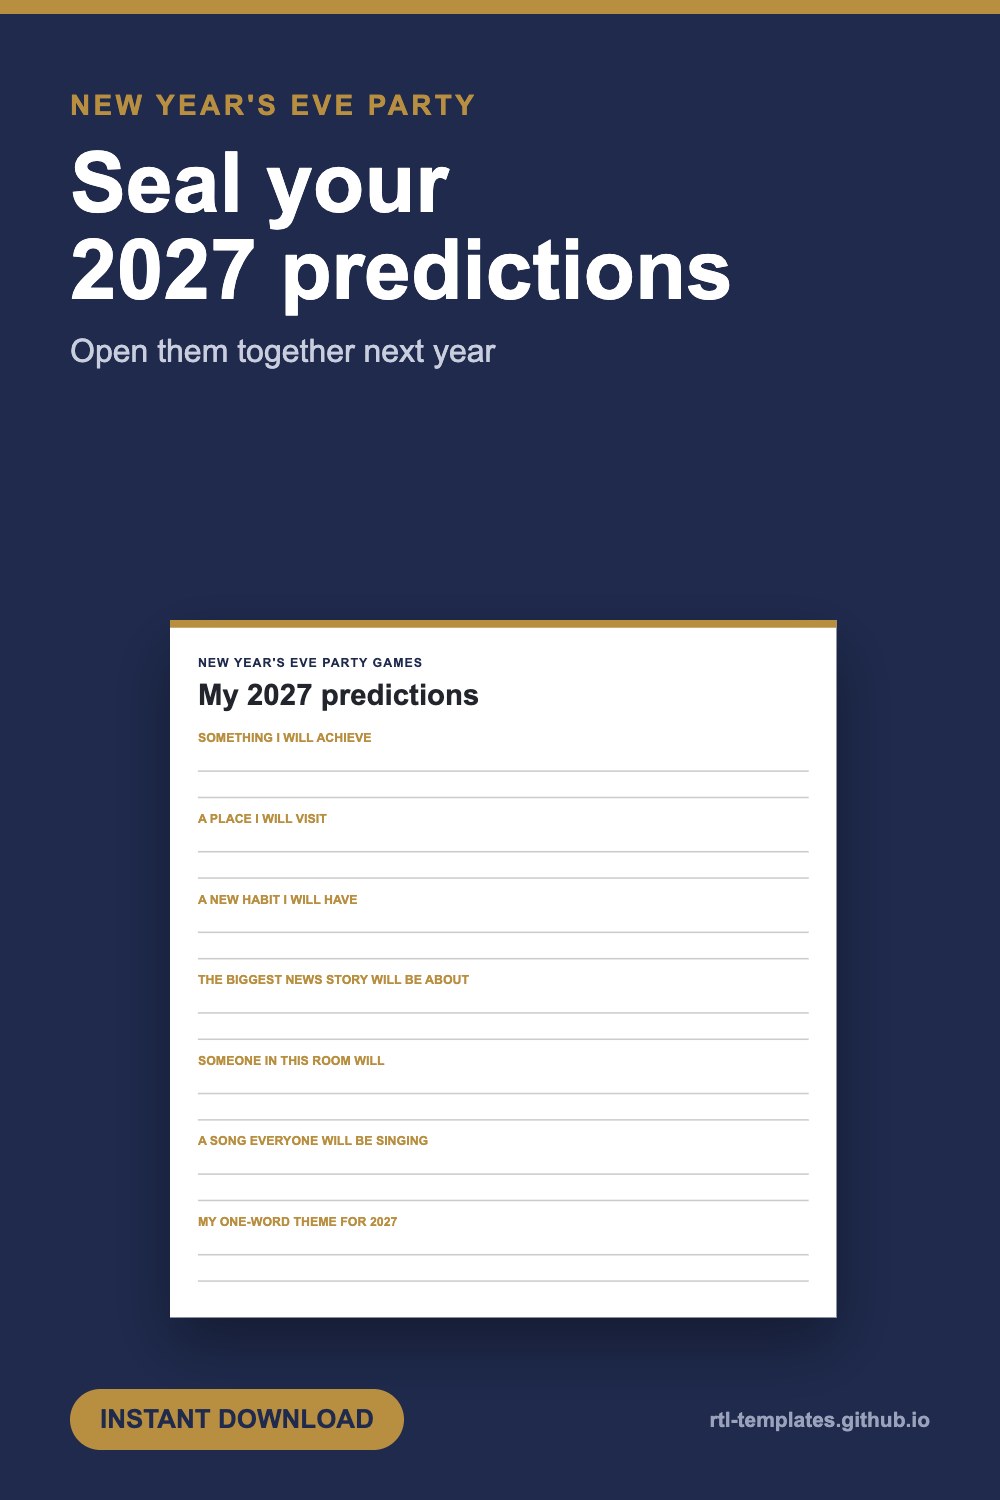 NEW YEAR'S EVE PARTY
Seal your
2027 predictions
Open them together next year
NEW YEAR'S EVE PARTY GAMES
My 2027 predictions
SOMETHING I WILL ACHIEVE
A PLACE I WILL VISIT
A NEW HABIT I WILL HAVE
THE BIGGEST NEWS STORY WILL BE ABOUT
SOMEONE IN THIS ROOM WILL
A SONG EVERYONE WILL BE SINGING
MY ONE-WORD THEME FOR 2027
INSTANT DOWNLOAD
rtl-templates.github.io